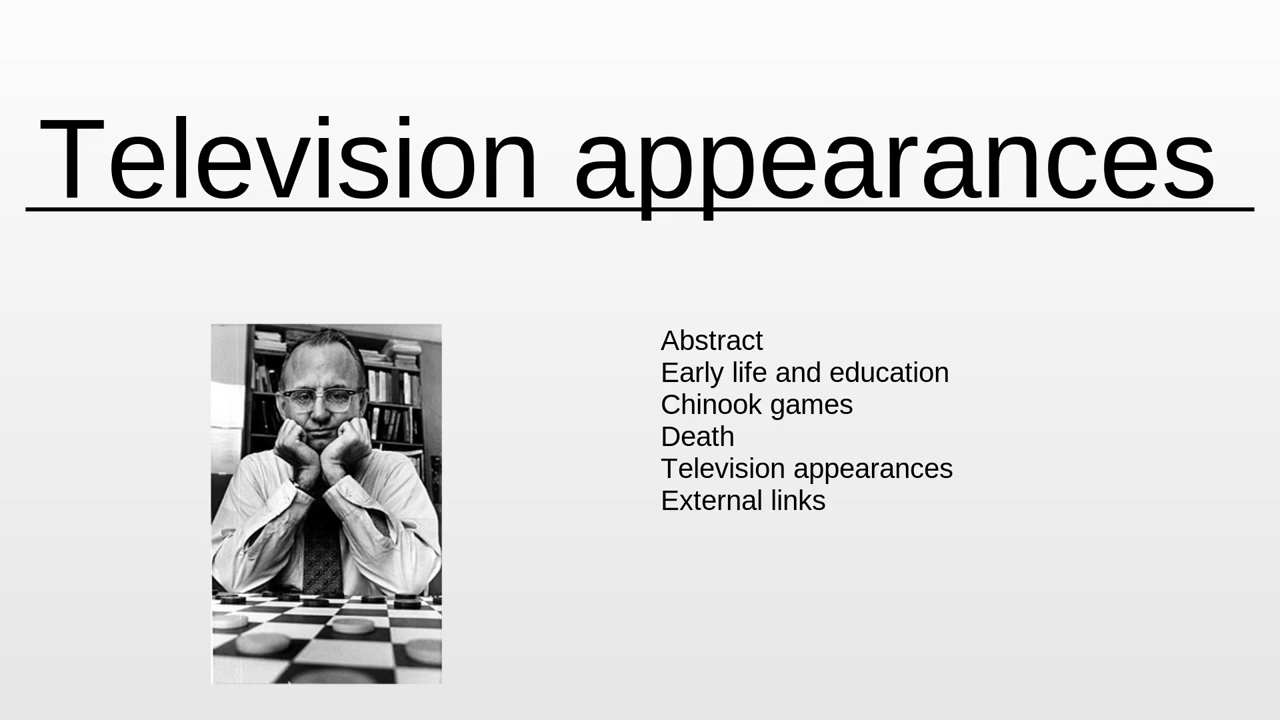 Television appearances
Abstract
Early life and education
Chinook games
Death
Television appearances
External links